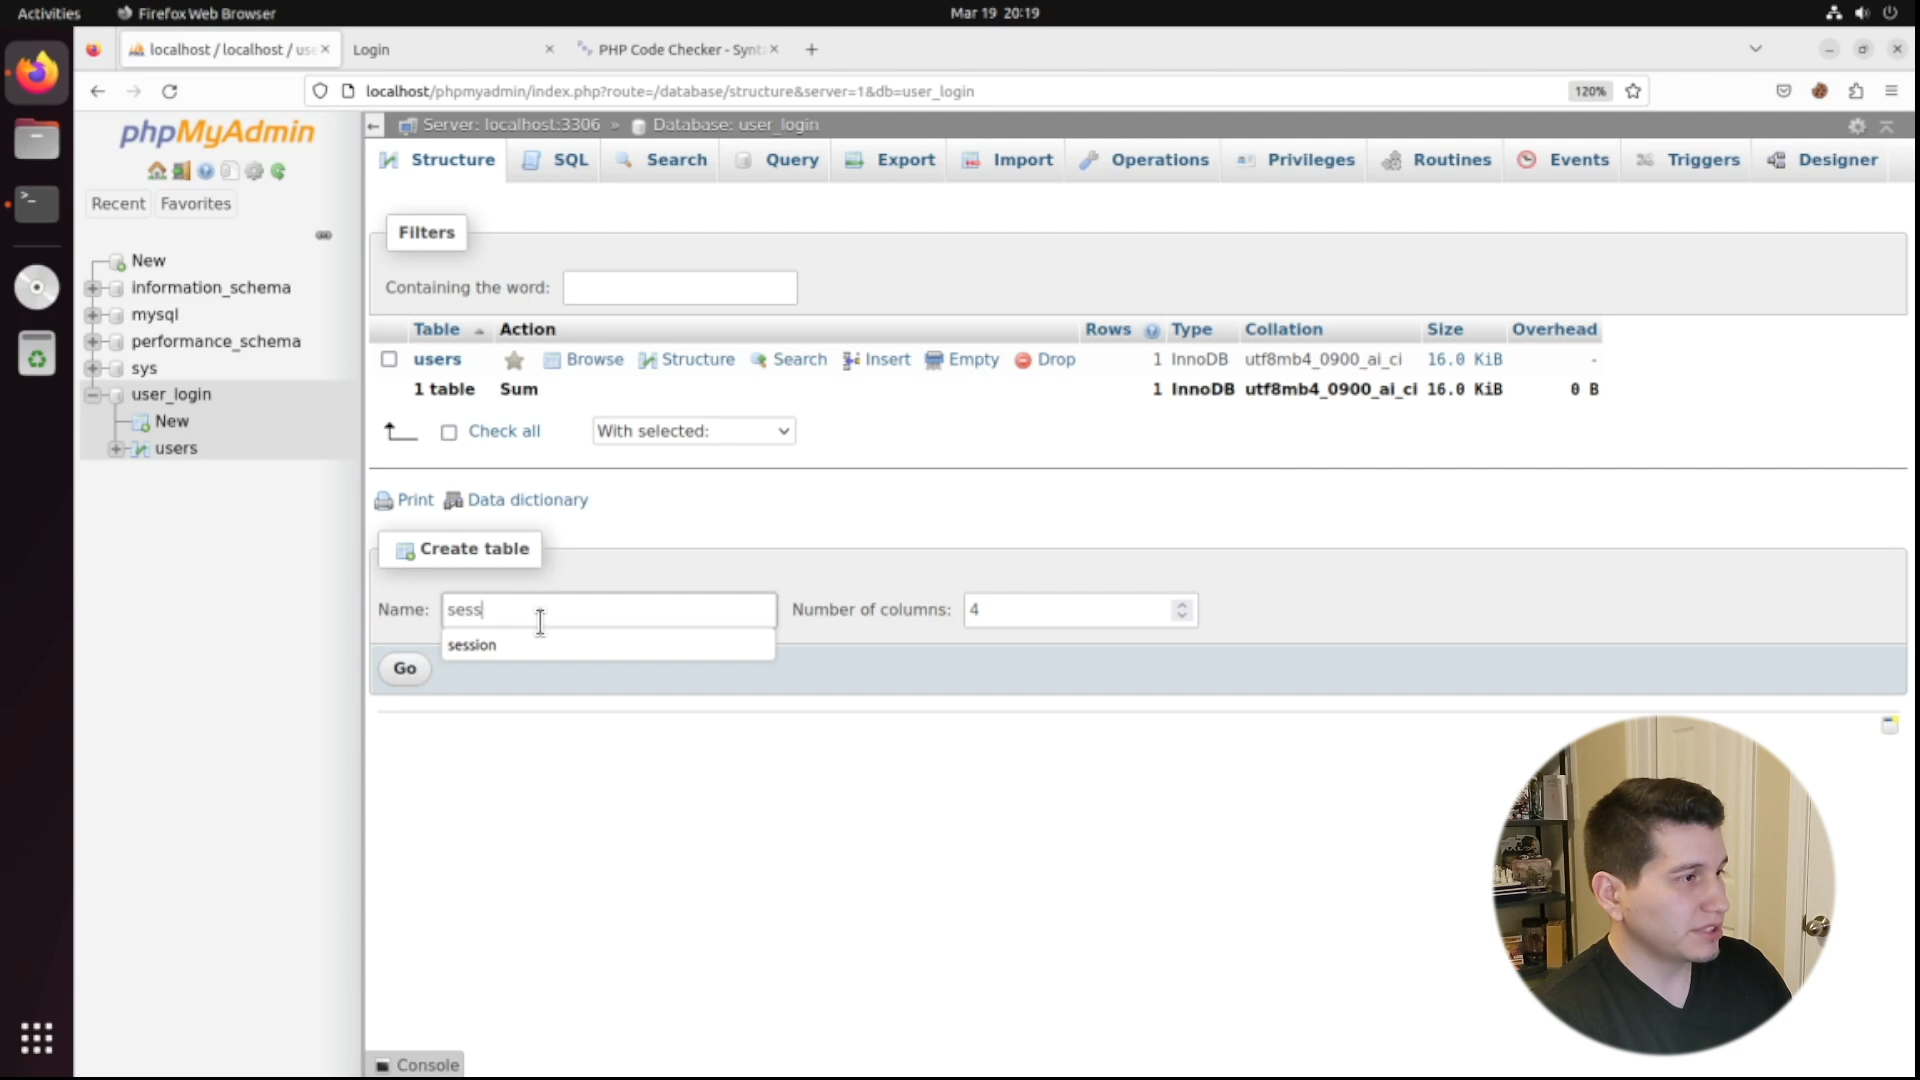 Activities Firefox Web Browser Mar 19 20:19
localhost / localhost / use Login PHP Code Checker - Synt
localhost/phpmyadmin/index.php?route=/database/structure&server=1&db=user_login 120%
phpMyAdmin
Recent Favorites
New
information_schema
mysql
performance_schema
sys
user_login
New
users
Server: localhost:3306 » Database: user_login
Structure SQL Search Query Export Import Operations Privileges Routines Events Triggers Designer
Filters
Containing the word:
Table Action Rows Type Collation Size Overhead
users Browse Structure Search Insert Empty Drop 1 InnoDB utf8mb4_0900_ai_ci 16.0 KiB -
1 table Sum 1 InnoDB utf8mb4_0900_ai_ci 16.0 KiB 0 B
Check all With selected:
Print Data dictionary
Create table
Name: sess Number of columns: 4
session
Go
Console